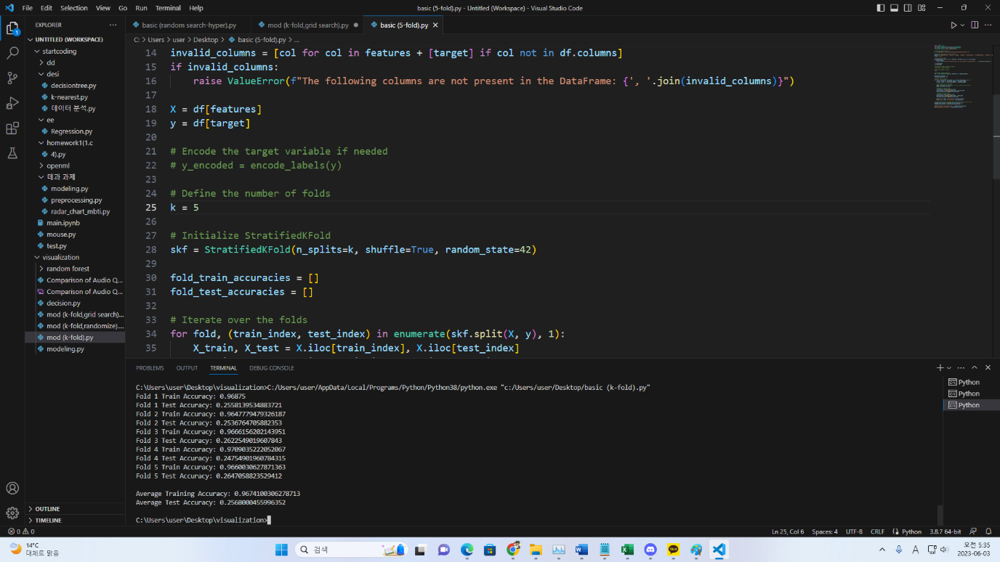 File Edit Selection View Go Run Terminal Help
basic (5-fold).py - Untitled (Workspace) - Visual Studio Code
EXPLORER
UNTITLED (WORKSPACE)
startcoding
dd
desi
decisiontree.py
k-nearest.py
데이터 분석.py
ee
Regression.py
homework1(1.c
4).py
openml
데과 과제
modeling.py
preprocessing.py
radar_chart_mbti.py
main.ipynb
mouse.py
test.py
visualization
random forest
Comparison of Audio Q...
Comparison of Audio Q...
decision.py
mod (k-fold,grid search)...
mod (k-fold,randomize)....
mod (k-fold).py
modeling.py
OUTLINE
TIMELINE
basic (random search-hyper).py
mod (k-fold,grid search).py
basic (5-fold).py
C: > Users > user > Desktop > basic (5-fold).py > ...
14 invalid_columns = [col for col in features + [target] if col not in df.columns]
15 if invalid_columns:
16 raise ValueError(f"The following columns are not present in the DataFrame: {', '.join(invalid_columns)}")
17
18 X = df[features]
19 y = df[target]
20
21 # Encode the target variable if needed
22 # y_encoded = encode_labels(y)
23
24 # Define the number of folds
25 k = 5
26
27 # Initialize StratifiedKFold
28 skf = StratifiedKFold(n_splits=k, shuffle=True, random_state=42)
29
30 fold_train_accuracies = []
31 fold_test_accuracies = []
32
33 # Iterate over the folds
34 for fold, (train_index, test_index) in enumerate(skf.split(X, y), 1):
35 X_train, X_test = X.iloc[train_index], X.iloc[test_index]
PROBLEMS OUTPUT TERMINAL DEBUG CONSOLE
C:\Users\user\Desktop\visualization>C:/Users/user/AppData/Local/Programs/Python/Python38/python.exe "c:/Users/user/Desktop/basic (k-fold).py"
Fold 1 Train Accuracy: 0.96875
Fold 1 Test Accuracy: 0.2558139534883721
Fold 2 Train Accuracy: 0.9647779479326187
Fold 2 Test Accuracy: 0.2536764705882353
Fold 3 Train Accuracy: 0.9666156202143951
Fold 3 Test Accuracy: 0.2622549019607843
Fold 4 Train Accuracy: 0.9709035222052067
Fold 4 Test Accuracy: 0.24754901960784315
Fold 5 Train Accuracy: 0.9660030627871363
Fold 5 Test Accuracy: 0.2647058823529412
Average Training Accuracy: 0.9674100306278713
Average Test Accuracy: 0.2568000455996352
C:\Users\user\Desktop\visualization>
Python
Python
Python
0 0
Ln 25, Col 6 Spaces: 4 UTF-8 CRLF Python 3.8.7 64-bit
14°C
대체로 맑음
검색
A
오전 5:35
2023-06-03